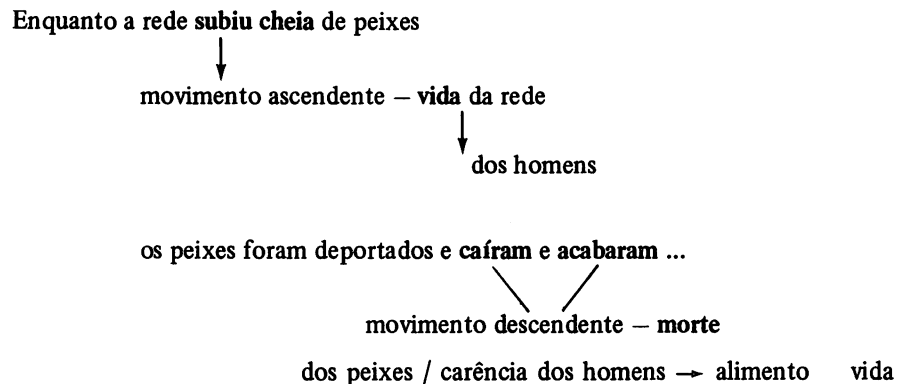 Enquanto a rede subiu cheia de peixes
movimento ascendente – vida da rede
dos homens
os peixes foram deportados e caíram e acabaram ...
movimento descendente – morte
dos peixes / carência dos homens → alimento vida